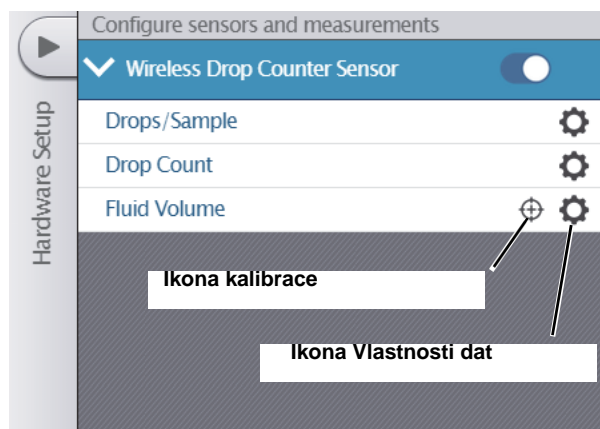 Configure sensors and measurements
Wireless Drop Counter Sensor
Hardware Setup
Drops/Sample
Drop Count
Fluid Volume
Ikona kalibrace
Ikona Vlastnosti dat